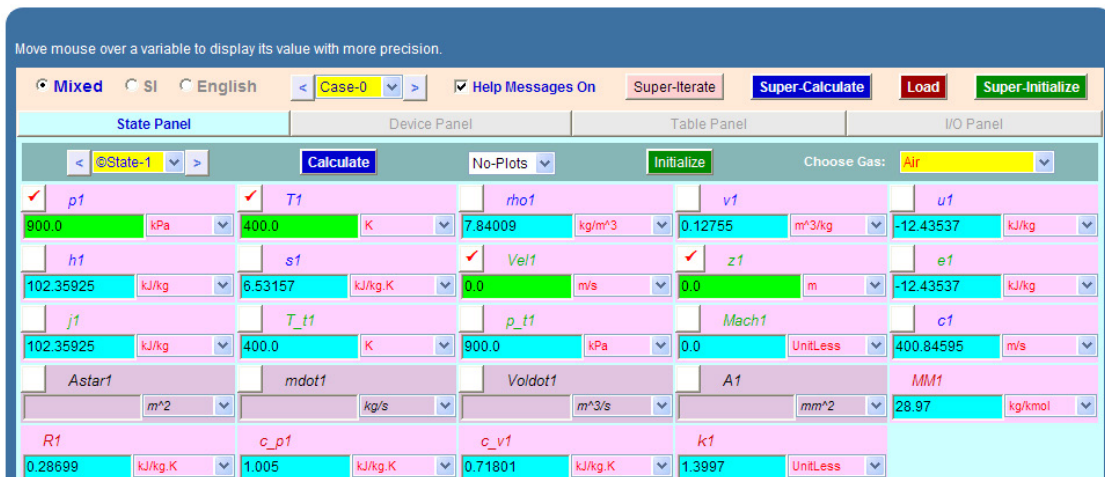 Move mouse over a variable to display its value with more precision.
Mixed SI English < Case-0 > Help Messages On Super-Iterate Super-Calculate Load Super-Initialize
State Panel Device Panel Table Panel I/O Panel
< ©State-1 > Calculate No-Plots Initialize Choose Gas: Air
p1 T1 rho1 v1 u1
900.0 kPa 400.0 K 7.84009 kg/m^3 0.12755 m^3/kg -12.43537 kJ/kg
h1 s1 Vel1 z1 e1
102.35925 kJ/kg 6.53157 kJ/kg.K 0.0 m/s 0.0 m -12.43537 kJ/kg
j1 T_t1 p_t1 Mach1 c1
102.35925 kJ/kg 400.0 K 900.0 kPa 0.0 UnitLess 400.84595 m/s
Astar1 mdot1 Voldot1 A1 MM1
m^2 kg/s m^3/s mm^2 28.97 kg/kmol
R1 c_p1 c_v1 k1
0.28699 kJ/kg.K 1.005 kJ/kg.K 0.71801 kJ/kg.K 1.3997 UnitLess